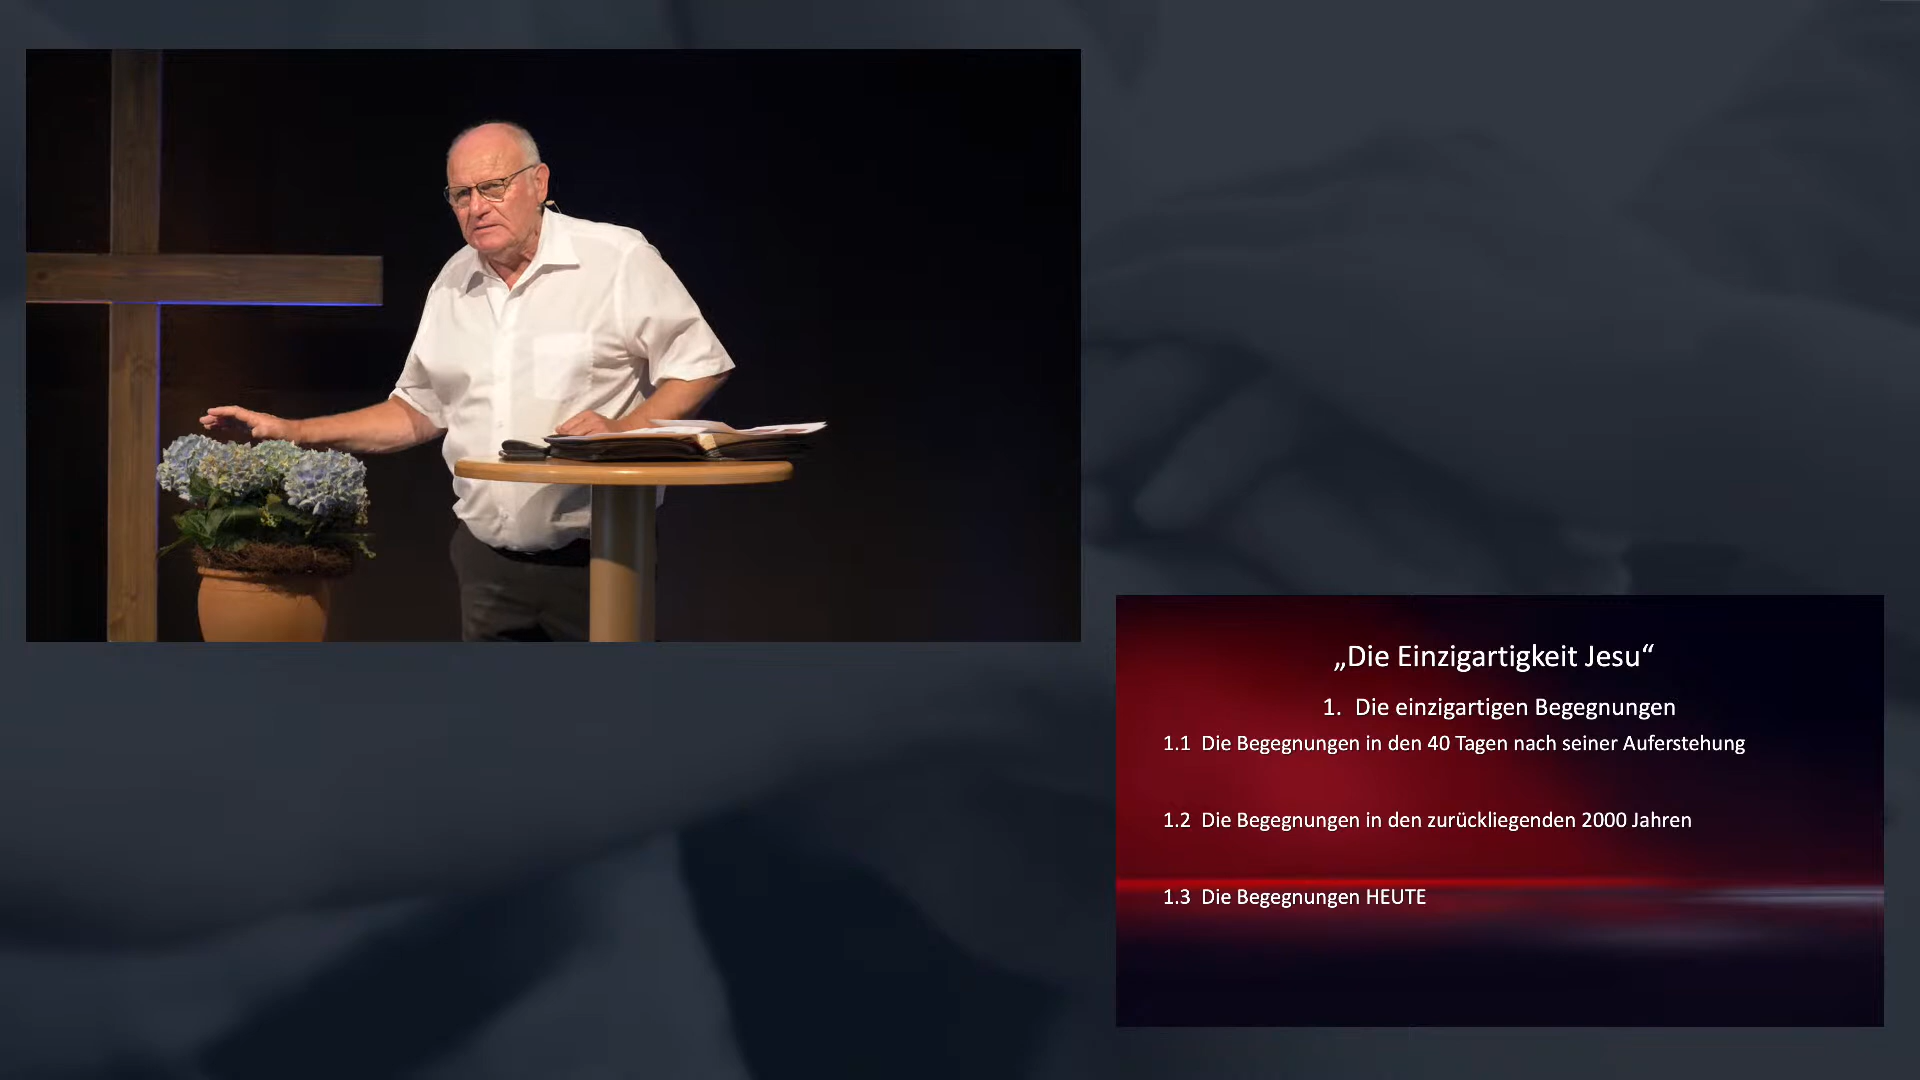 „Die Einzigartigkeit Jesu“
1. Die einzigartigen Begegnungen
1.1 Die Begegnungen in den 40 Tagen nach seiner Auferstehung
1.2 Die Begegnungen in den zurückliegenden 2000 Jahren
1.3 Die Begegnungen HEUTE